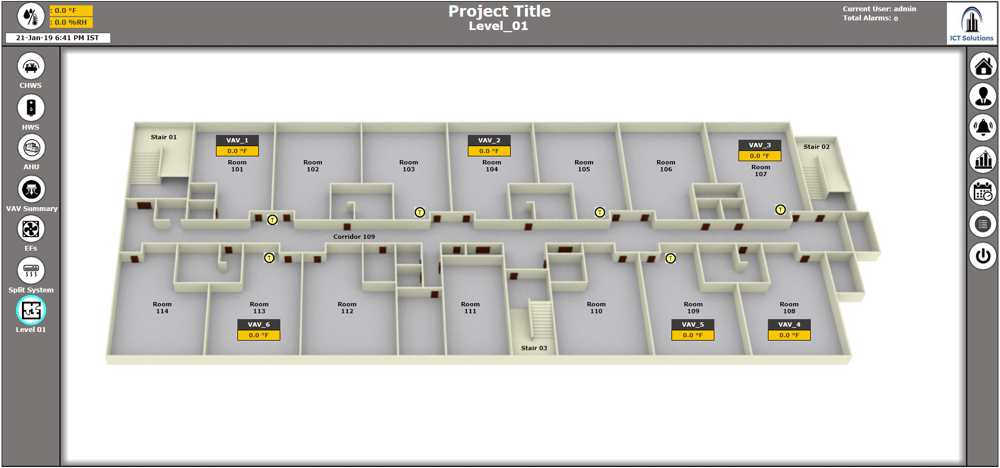 : 0.0 °F
: 0.0 %RH
21-Jan-19 6:41 PM IST
Project Title
Level_01
Current User: admin
Total Alarms: 0
ICT Solutions
CHWS
HWS
AHU
VAV Summary
EFs
Split System
Level 01
Stair 01
VAV_1
0.0 °F
Room
101
Room
102
Room
103
VAV_2
0.0 °F
Room
104
Room
105
Room
106
VAV_3
0.0 °F
Room
107
Stair 02
T
T
T
T
Corridor 109
T
T
Room
114
Room
113
VAV_6
0.0 °F
Room
112
Room
111
Stair 03
Room
110
Room
109
VAV_5
0.0 °F
Room
108
VAV_4
0.0 °F